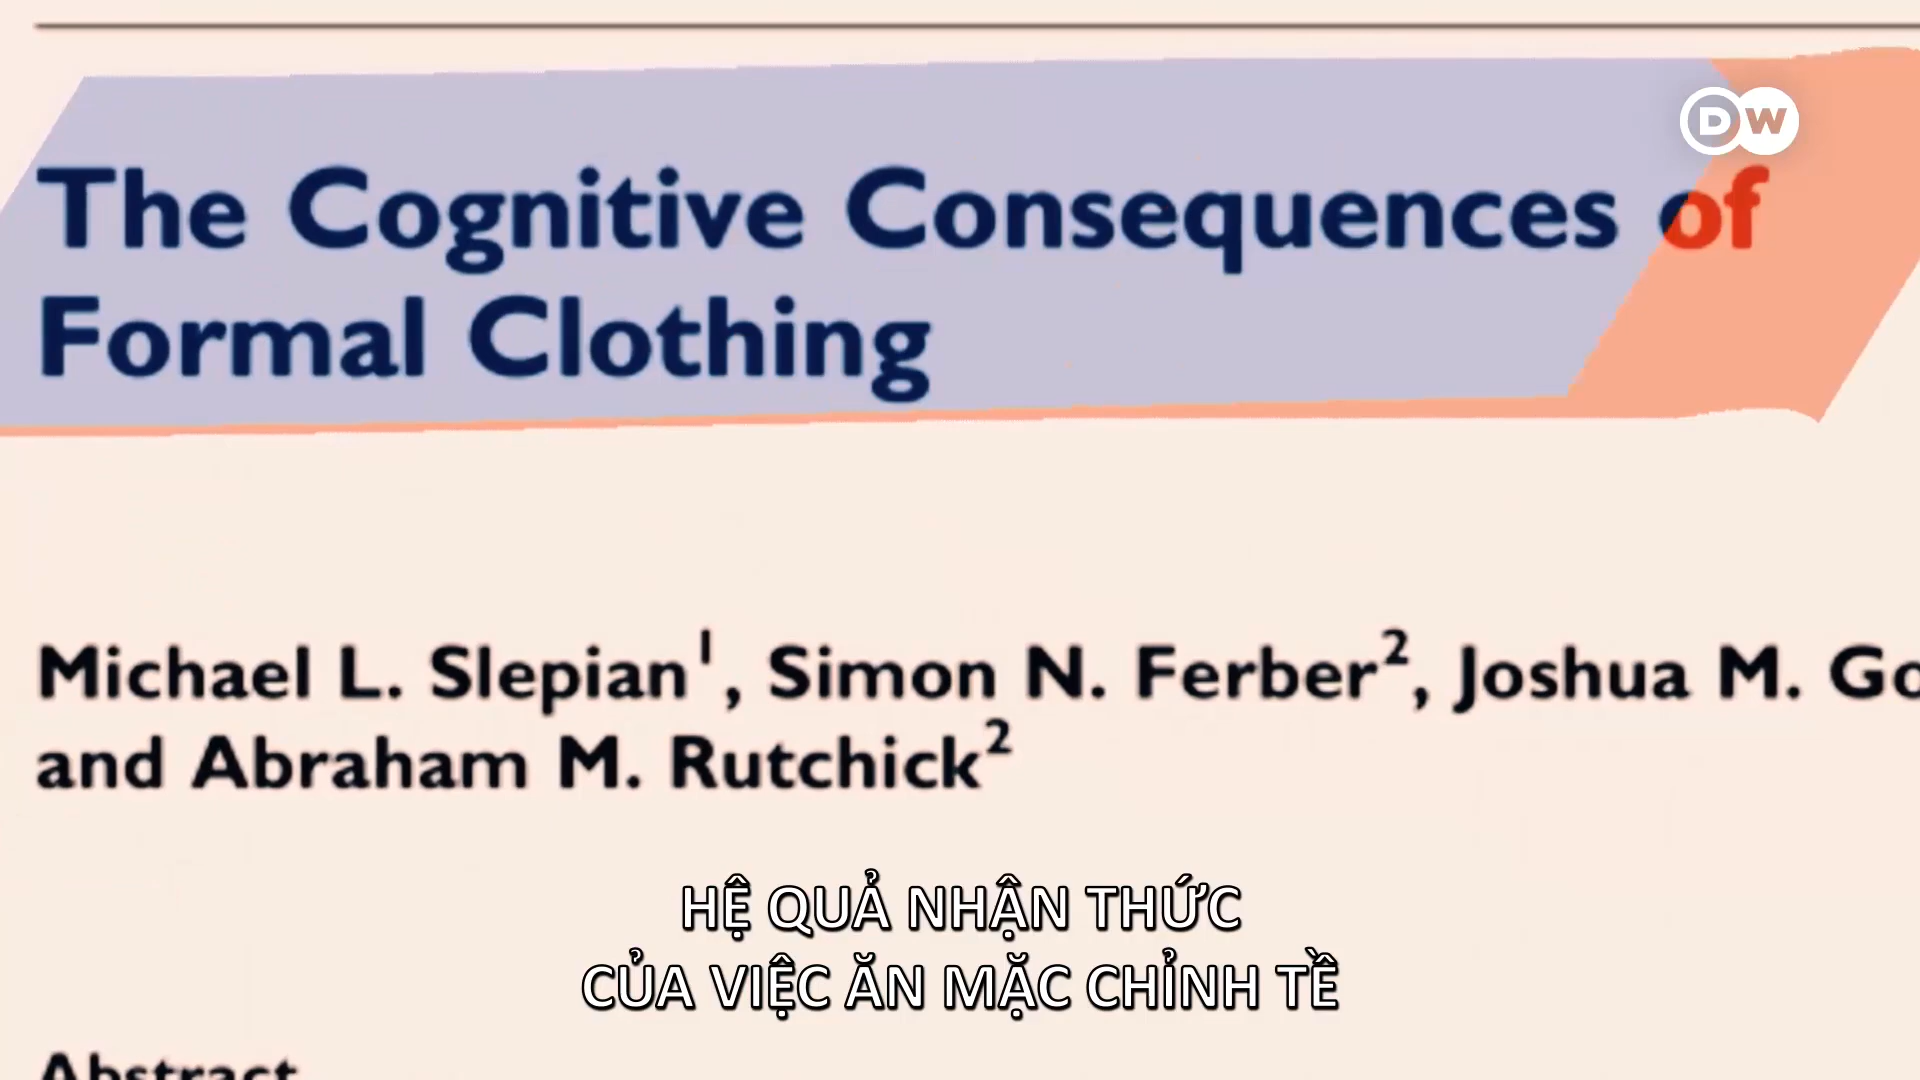 DW
The Cognitive Consequences of
Formal Clothing
Michael L. Slepian¹, Simon N. Ferber², Joshua M.
and Abraham M. Rutchick²
HỆ QUẢ NHẬN THỨC
CỦA VIỆC ĂN MẶC CHỈNH TỀ
Abstract